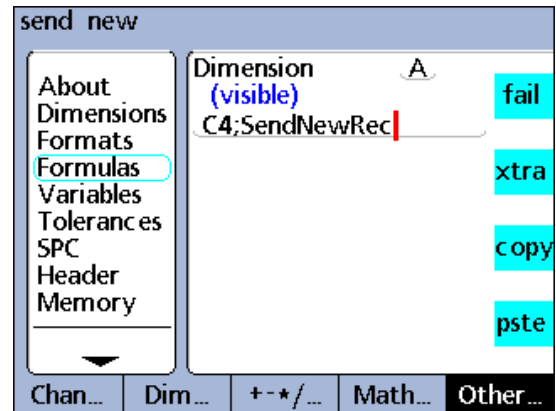 send new
About
Dimensions
Formats
Formulas
Variables
Tolerances
SPC
Header
Memory
Dimension A
(visible)
C4;SendNewRec
fail
xtra
copy
pste
Chan... Dim... +-*/... Math... Other...